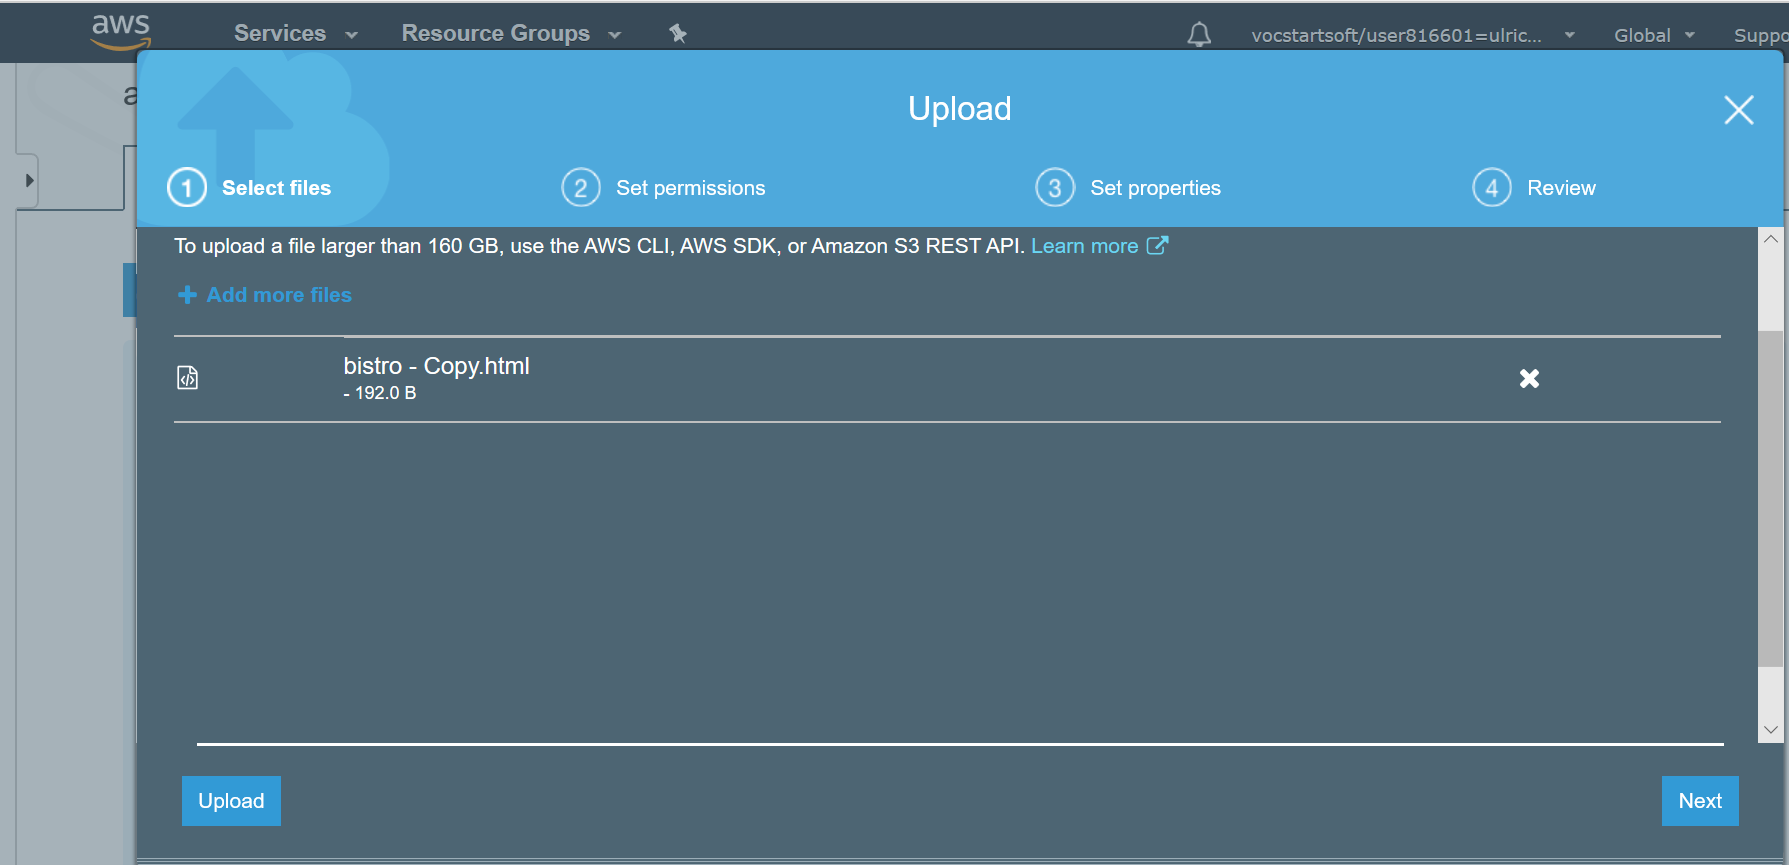 aws Services Resource Groups vocstartsoft/user816601=ulric... Global Suppo
a
Upload
1 Select files 2 Set permissions 3 Set properties 4 Review
To upload a file larger than 160 GB, use the AWS CLI, AWS SDK, or Amazon S3 REST API. Learn more
Add more files
bistro - Copy.html
- 192.0 B
Upload Next